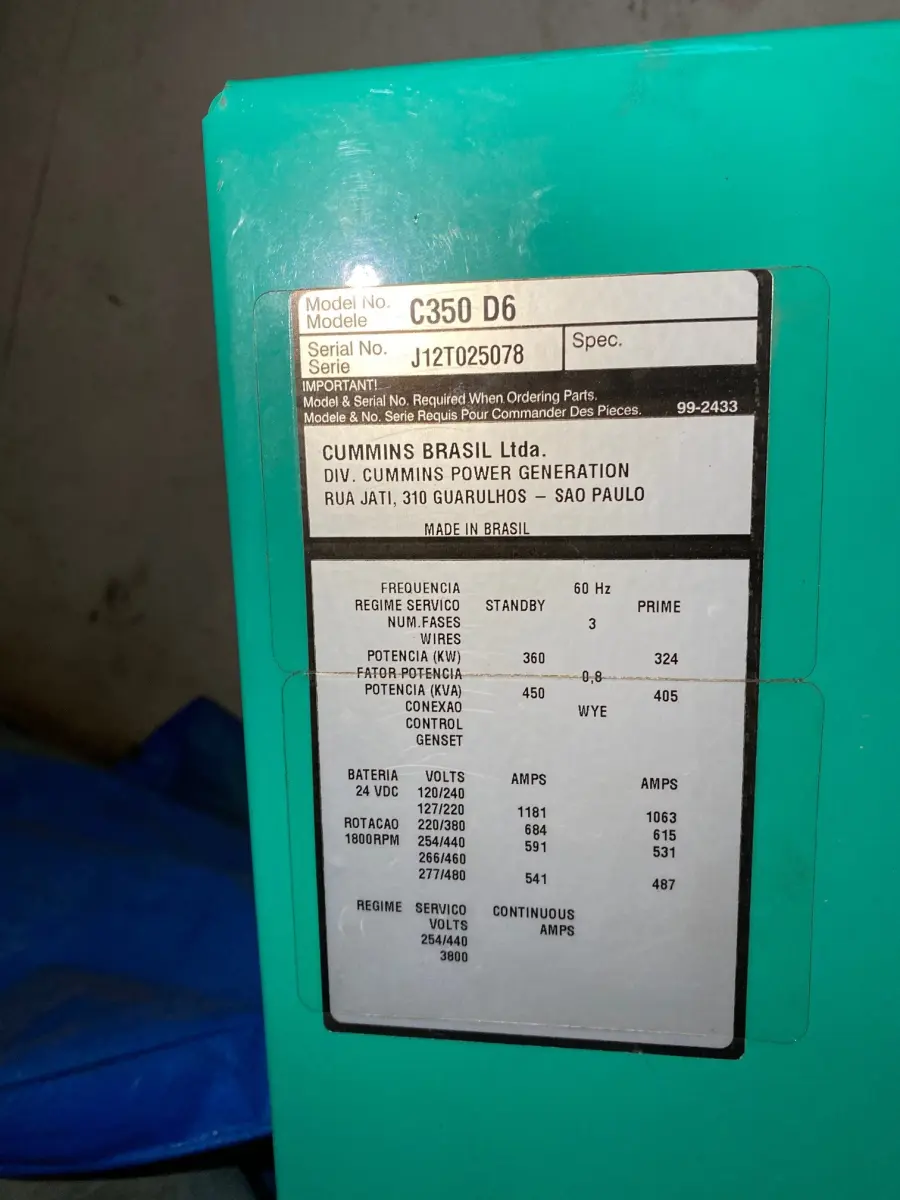 Model No. C350 D6
Modele
Serial No. J12T025078 Spec.
Serie
IMPORTANT!
Model & Serial No. Required When Ordering Parts.
Modele & No. Serie Requis Pour Commander Des Pieces. 99-2433
CUMMINS BRASIL Ltda.
DIV. CUMMINS POWER GENERATION
RUA JATI, 310 GUARULHOS – SAO PAULO
MADE IN BRASIL
FREQUENCIA 60 Hz
REGIME SERVICO STANDBY PRIME
NUM.FASES 3
WIRES
POTENCIA (KW) 360 324
FATOR POTENCIA 0,8
POTENCIA (KVA) 450 405
CONEXAO WYE
CONTROL
GENSET
BATERIA VOLTS AMPS AMPS
24 VDC 120/240
127/220 1181 1063
ROTACAO 220/380 684 615
1800RPM 254/440 591 531
266/460
277/480 541 487
REGIME SERVICO CONTINUOUS
VOLTS AMPS
254/440
3800